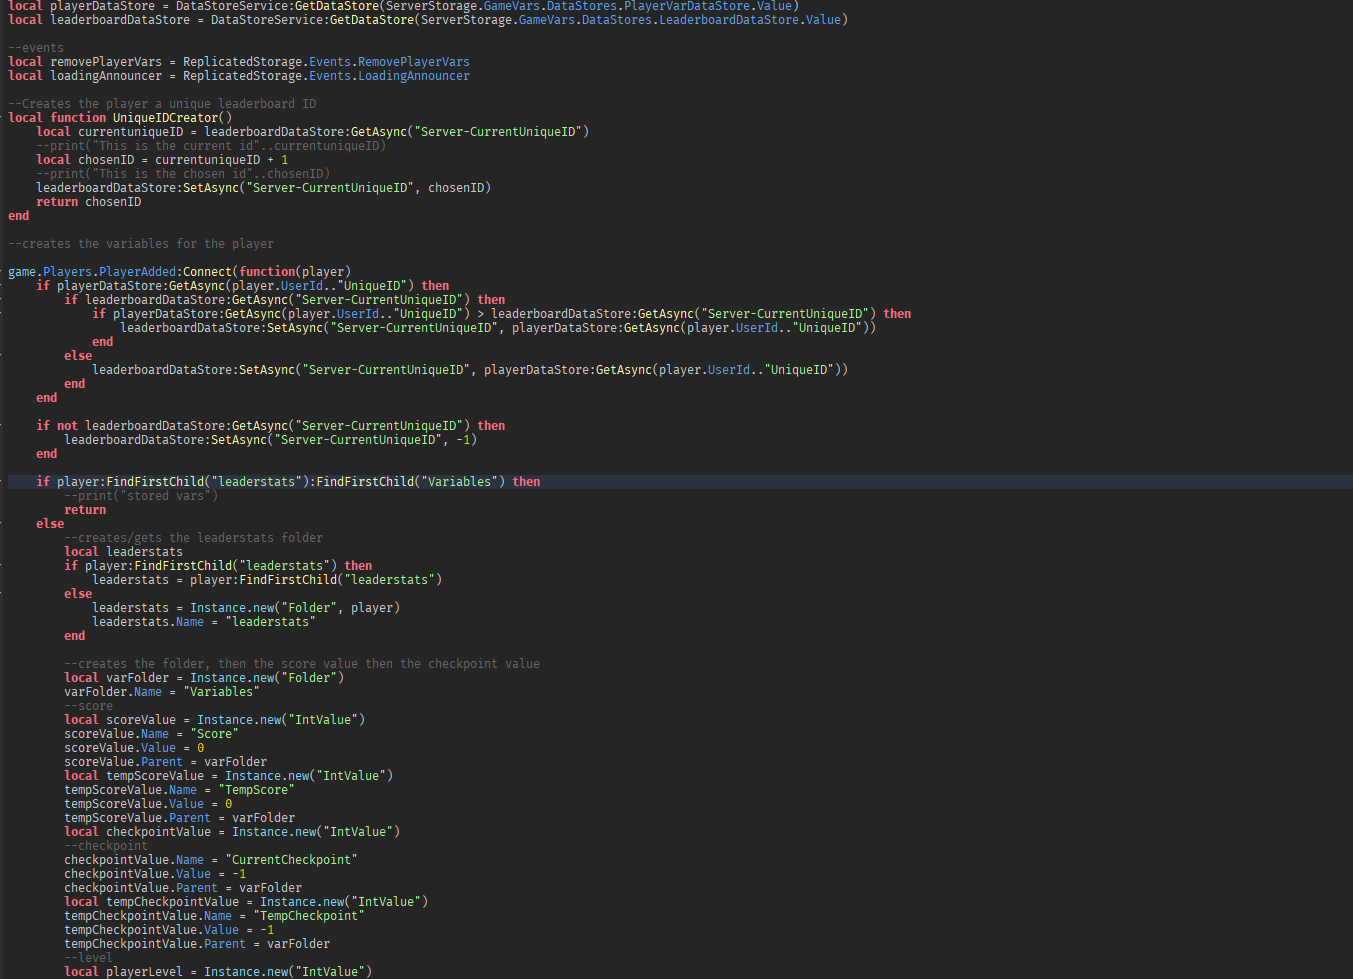 local playerDataStore = DataStoreService:GetDataStore(ServerStorage.GameVars.DataStores.PlayerVarDataStore.Value)
local leaderboardDataStore = DataStoreService:GetDataStore(ServerStorage.GameVars.DataStores.LeaderboardDataStore.Value)

--events
local removePlayerVars = ReplicatedStorage.Events.RemovePlayerVars
local loadingAnnouncer = ReplicatedStorage.Events.LoadingAnnouncer

--Creates the player a unique leaderboard ID
local function UniqueIDCreator()
    local currentuniqueID = leaderboardDataStore:GetAsync("Server-CurrentUniqueID")
    --print("This is the current id"..currentuniqueID)
    local chosenID = currentuniqueID + 1
    --print("This is the chosen id"..chosenID)
    leaderboardDataStore:SetAsync("Server-CurrentUniqueID", chosenID)
    return chosenID
end

--creates the variables for the player

game.Players.PlayerAdded:Connect(function(player)
    if playerDataStore:GetAsync(player.UserId.."UniqueID") then
        if leaderboardDataStore:GetAsync("Server-CurrentUniqueID") then
            if playerDataStore:GetAsync(player.UserId.."UniqueID") > leaderboardDataStore:GetAsync("Server-CurrentUniqueID") then
                leaderboardDataStore:SetAsync("Server-CurrentUniqueID", playerDataStore:GetAsync(player.UserId.."UniqueID"))
            end
        else
            leaderboardDataStore:SetAsync("Server-CurrentUniqueID", playerDataStore:GetAsync(player.UserId.."UniqueID"))
        end
    end

    if not leaderboardDataStore:GetAsync("Server-CurrentUniqueID") then
        leaderboardDataStore:SetAsync("Server-CurrentUniqueID", -1)
    end

    if player:FindFirstChild("leaderstats"):FindFirstChild("Variables") then
        --print("stored vars")
        return
    else
        --creates/gets the leaderstats folder
        local leaderstats
        if player:FindFirstChild("leaderstats") then
            leaderstats = player:FindFirstChild("leaderstats")
        else
            leaderstats = Instance.new("Folder", player)
            leaderstats.Name = "leaderstats"
        end

        --creates the folder, then the score value then the checkpoint value
        local varFolder = Instance.new("Folder")
        varFolder.Name = "Variables"
        --score
        local scoreValue = Instance.new("IntValue")
        scoreValue.Name = "Score"
        scoreValue.Value = 0
        scoreValue.Parent = varFolder
        local tempScoreValue = Instance.new("IntValue")
        tempScoreValue.Name = "TempScore"
        tempScoreValue.Value = 0
        tempScoreValue.Parent = varFolder
        local checkpointValue = Instance.new("IntValue")
        --checkpoint
        checkpointValue.Name = "CurrentCheckpoint"
        checkpointValue.Value = -1
        checkpointValue.Parent = varFolder
        local tempCheckpointValue = Instance.new("IntValue")
        tempCheckpointValue.Name = "TempCheckpoint"
        tempCheckpointValue.Value = -1
        tempCheckpointValue.Parent = varFolder
        --level
        local playerLevel = Instance.new("IntValue")